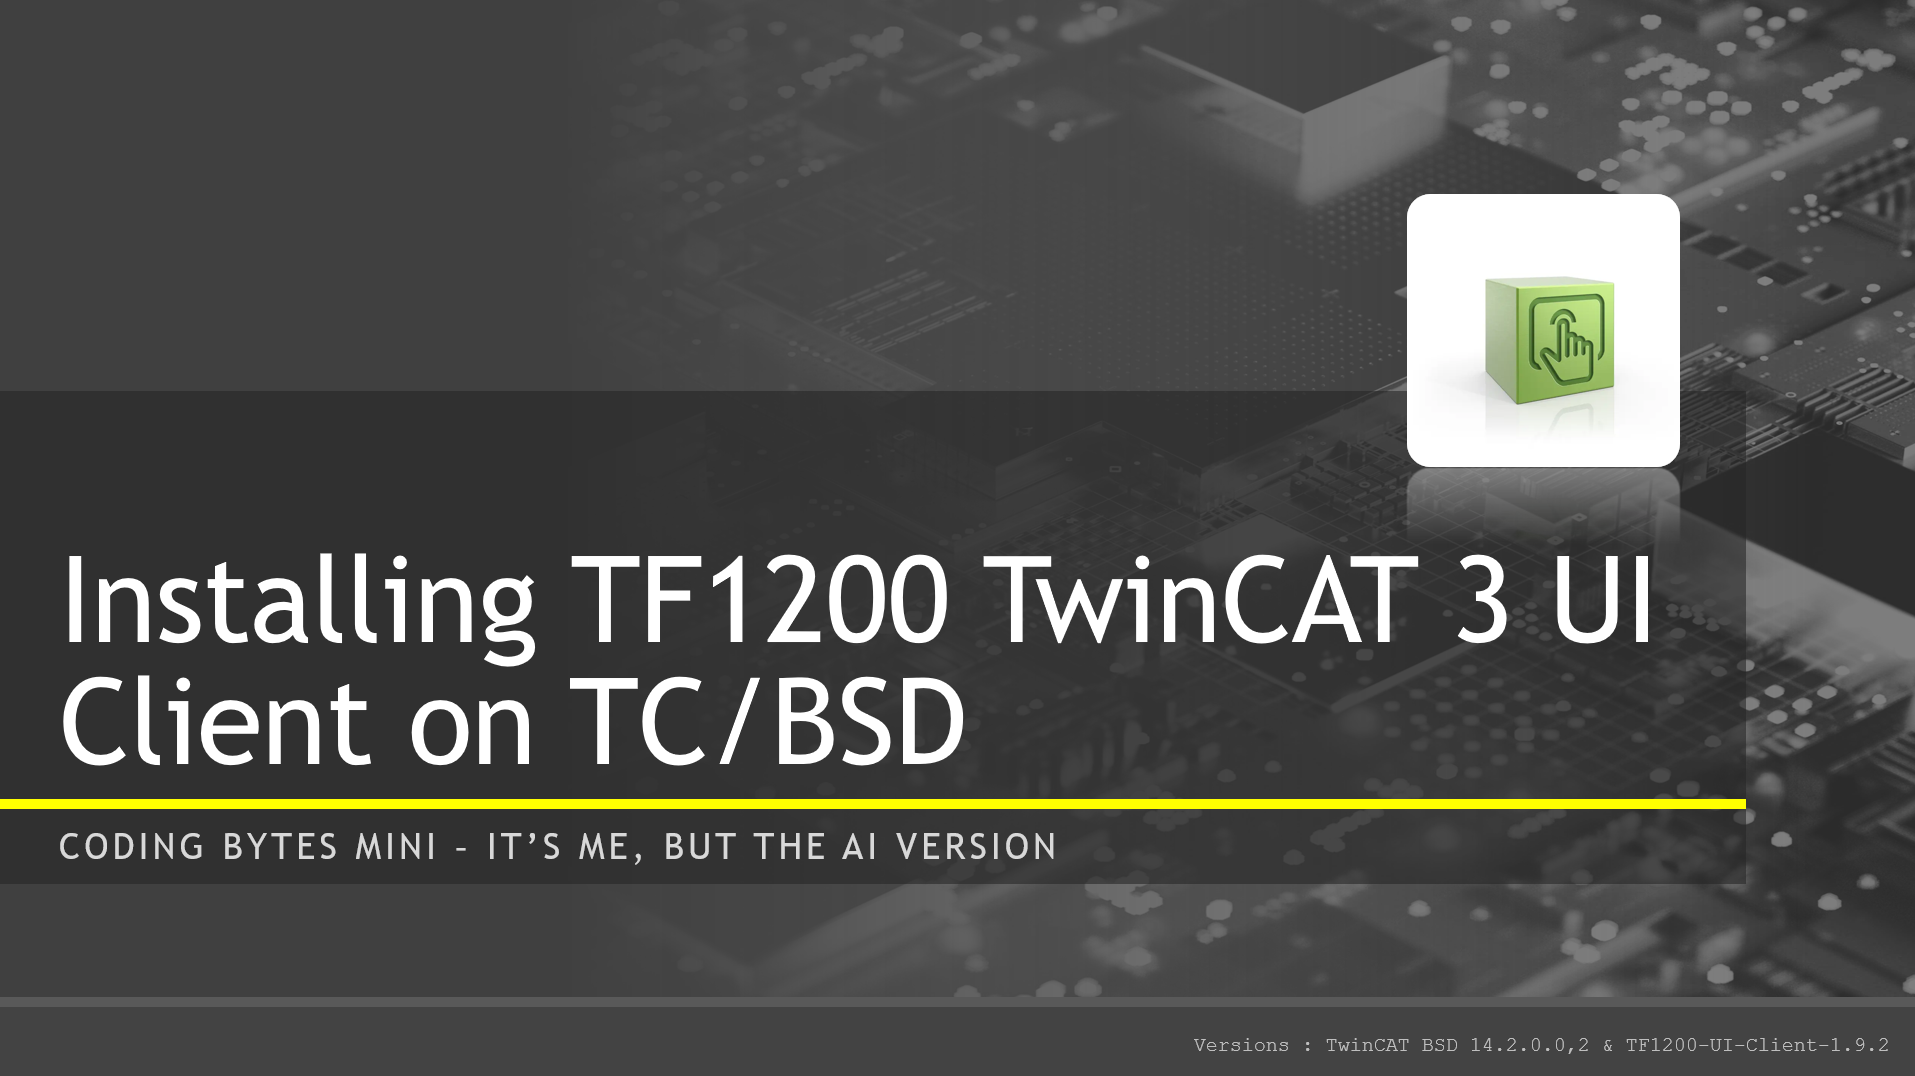 Installing TF1200 TwinCAT 3 UI
Client on TC/BSD
CODING BYTES MINI – IT’S ME, BUT THE AI VERSION
Versions : TwinCAT BSD 14.2.0.0,2 & TF1200-UI-Client-1.9.2